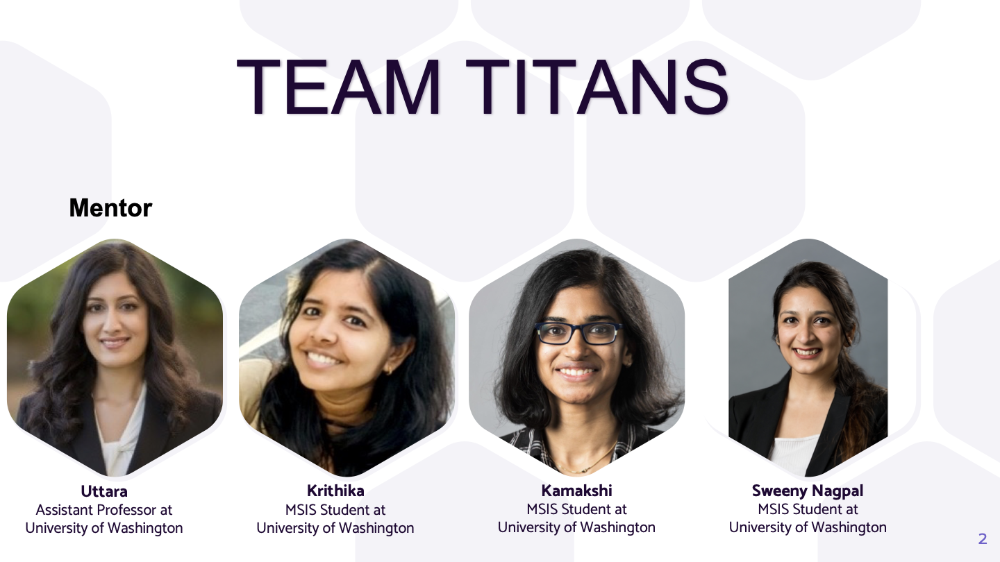 TEAM TITANS
Mentor
Uttara
Assistant Professor at
University of Washington
Krithika
MSIS Student at
University of Washington
Kamakshi
MSIS Student at
University of Washington
Sweeny Nagpal
MSIS Student at
University of Washington
2